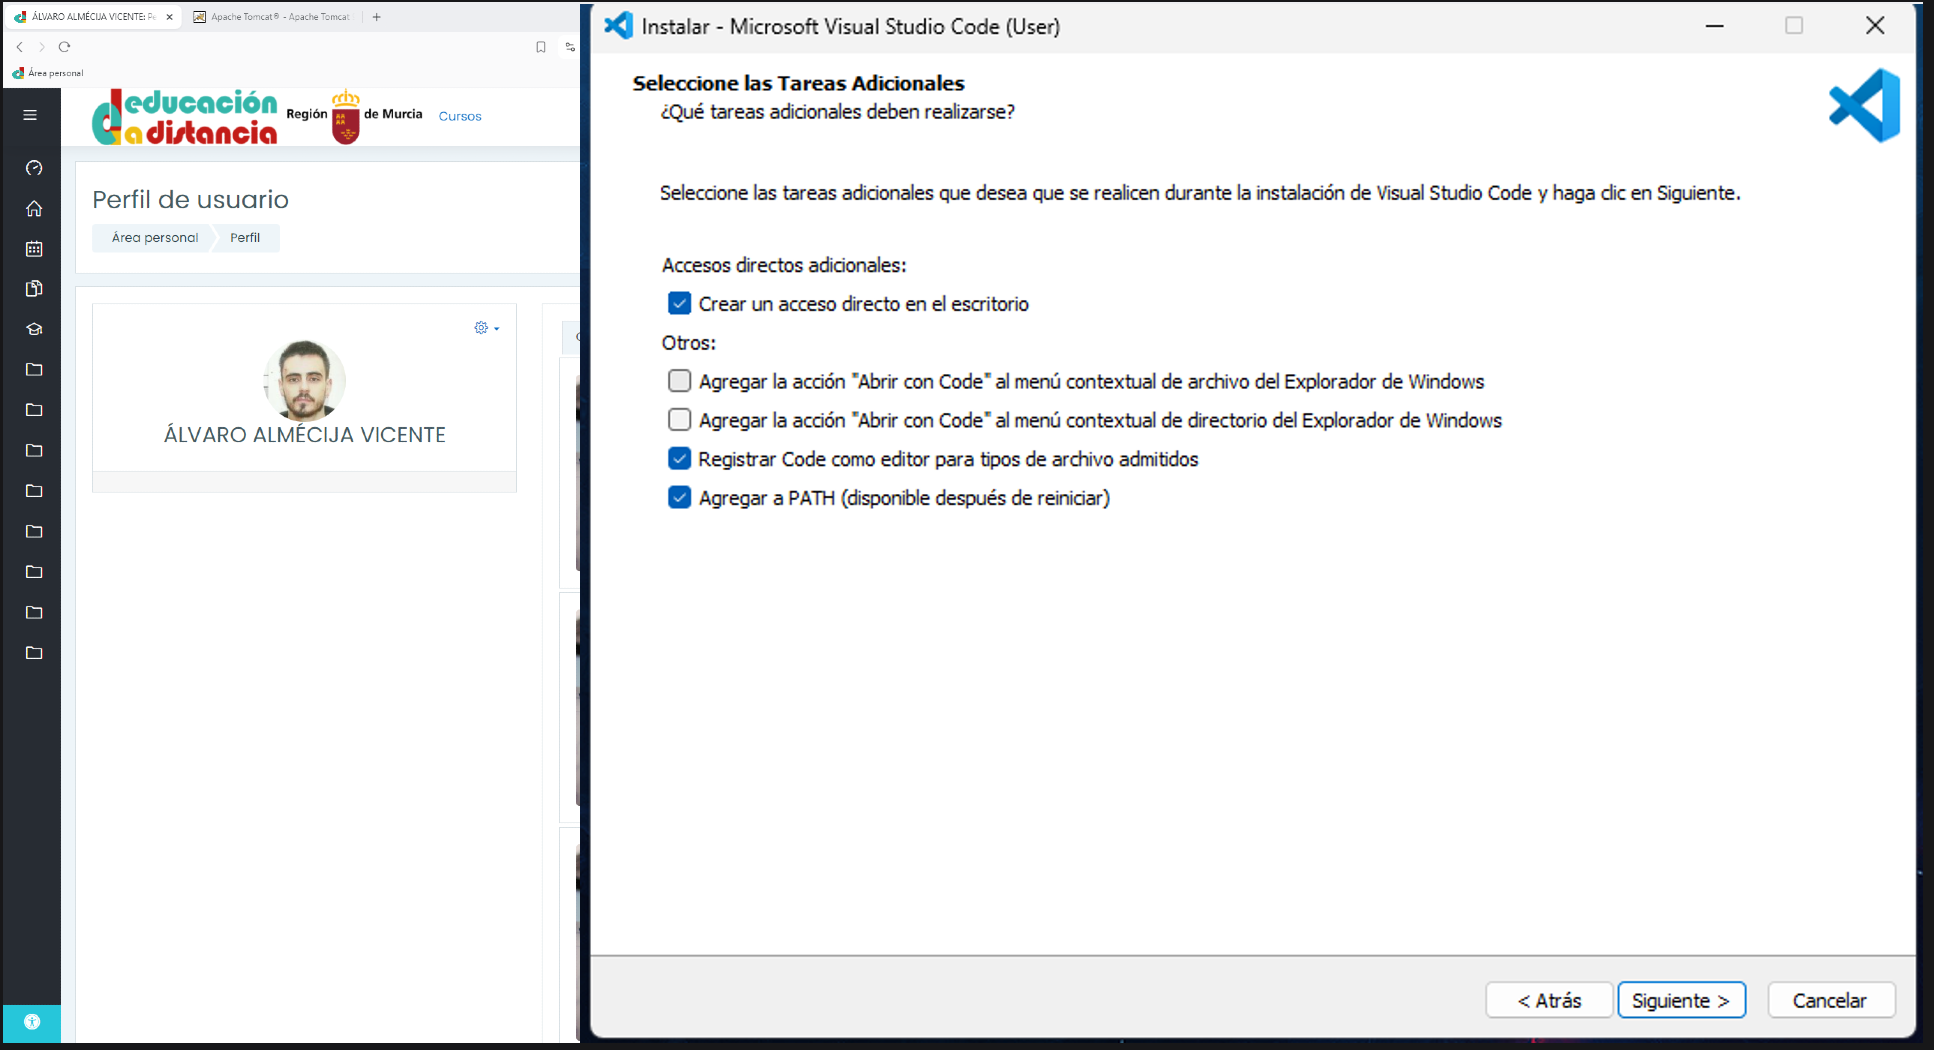 ÁLVARO ALMÉCIJA VICENTE: Pe
Apache Tomcat® - Apache Tomcat
Área personal
educación
a distancia
Región de Murcia
Cursos
Perfil de usuario
Área personal
Perfil
ÁLVARO ALMÉCIJA VICENTE
Instalar - Microsoft Visual Studio Code (User)
Seleccione las Tareas Adicionales
¿Qué tareas adicionales deben realizarse?
Seleccione las tareas adicionales que desea que se realicen durante la instalación de Visual Studio Code y haga clic en Siguiente.
Accesos directos adicionales:
Crear un acceso directo en el escritorio
Otros:
Agregar la acción "Abrir con Code" al menú contextual de archivo del Explorador de Windows
Agregar la acción "Abrir con Code" al menú contextual de directorio del Explorador de Windows
Registrar Code como editor para tipos de archivo admitidos
Agregar a PATH (disponible después de reiniciar)
< Atrás
Siguiente >
Cancelar